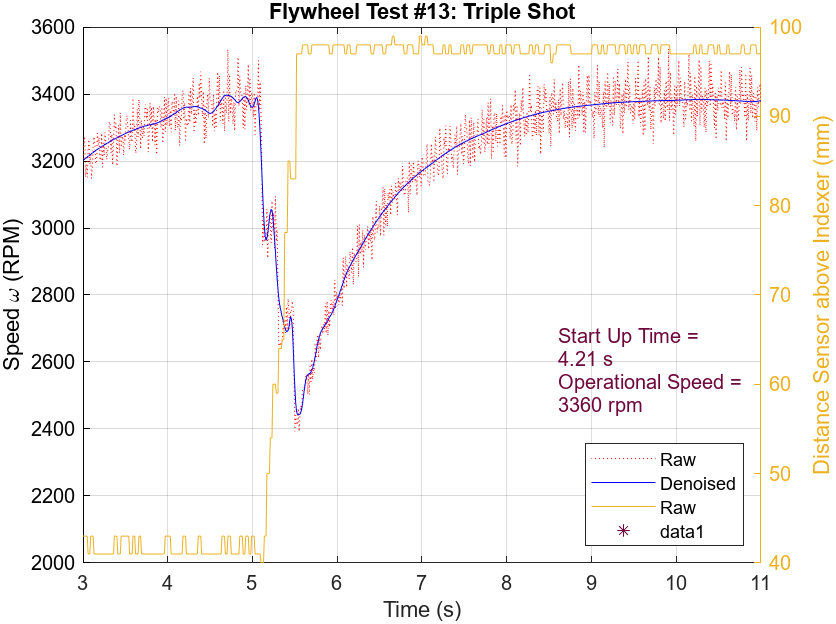 Flywheel Test #13: Triple Shot
3600
3400
3200
3000
2800
2600
2400
2200
2000
Speed ω (RPM)
100
90
80
70
60
50
40
Distance Sensor above Indexer (mm)
Start Up Time =
4.21 s
Operational Speed =
3360 rpm
Raw
Denoised
Raw
data1
3 4 5 6 7 8 9 10 11
Time (s)